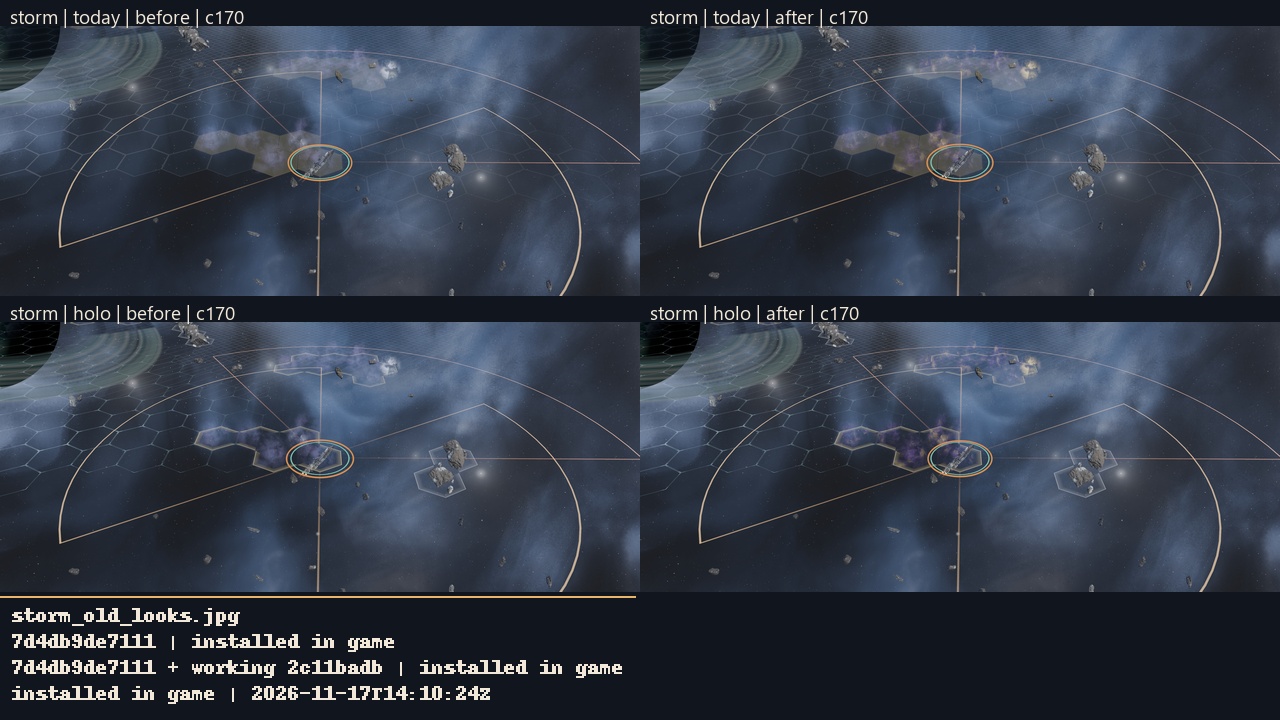 storm | today | before | c170
storm | today | after | c170
storm | holo | before | c170
storm | holo | after | c170
storm_old_looks.jpg
7d4db9de7111 | installed in game
7d4db9de7111 + working 2c11badb | installed in game
installed in game | 2026-11-17T14:10:24Z